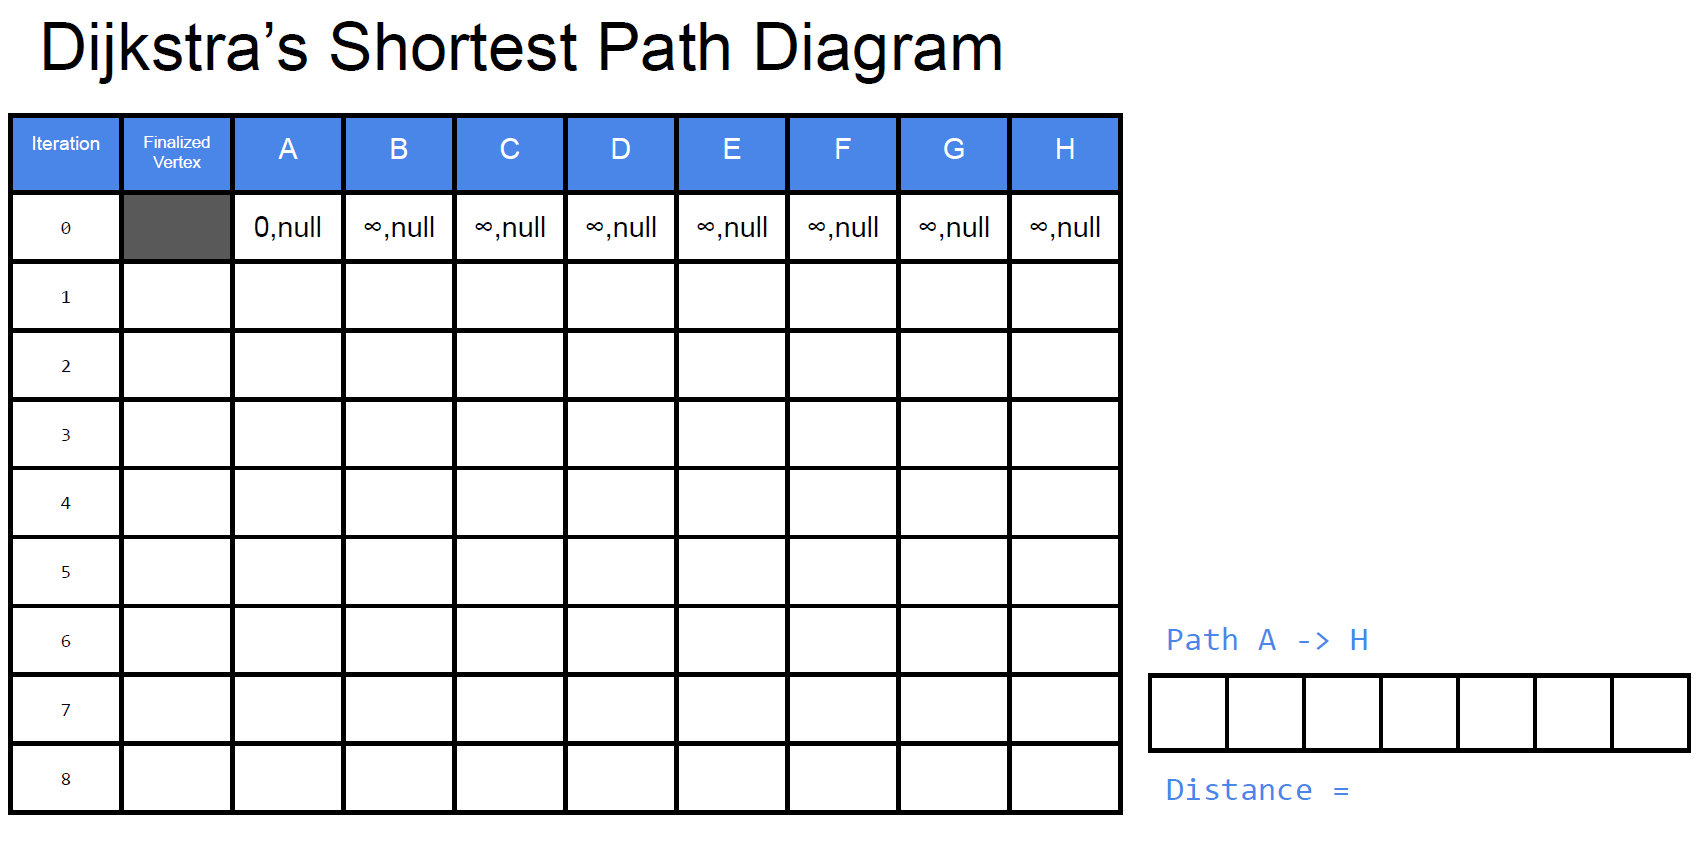 Dijkstra’s Shortest Path Diagram
Iteration Finalized Vertex A B C D E F G H
0 0,null ∞,null ∞,null ∞,null ∞,null ∞,null ∞,null ∞,null
1
2
3
4
5
6
7
8
Path A -> H
Distance =